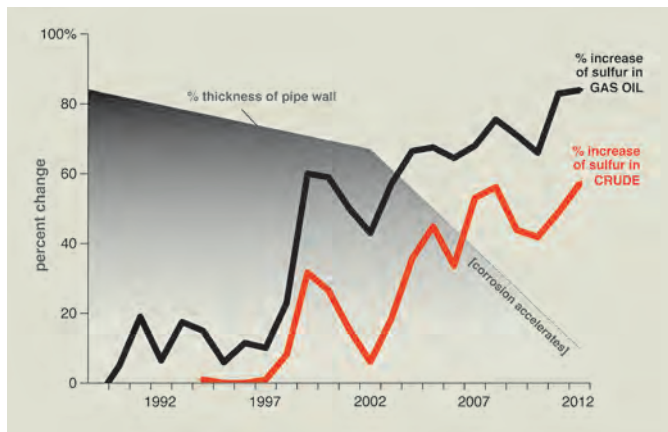 100%
80
60
40
20
0
percent change
% thickness of pipe wall
% increase
of sulfur in
GAS OIL
% increase
of sulfur in
CRUDE
[corrosion accelerates]
1992
1997
2002
2007
2012